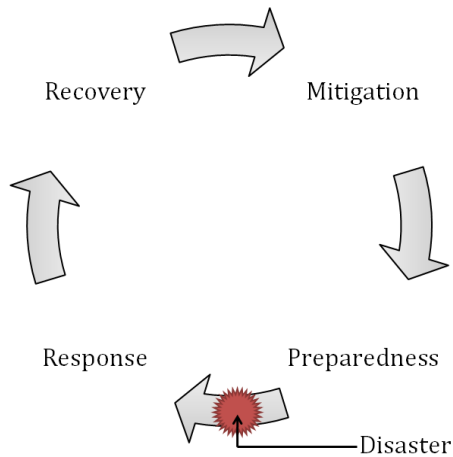 Recovery
Mitigation
Response
Preparedness
Disaster